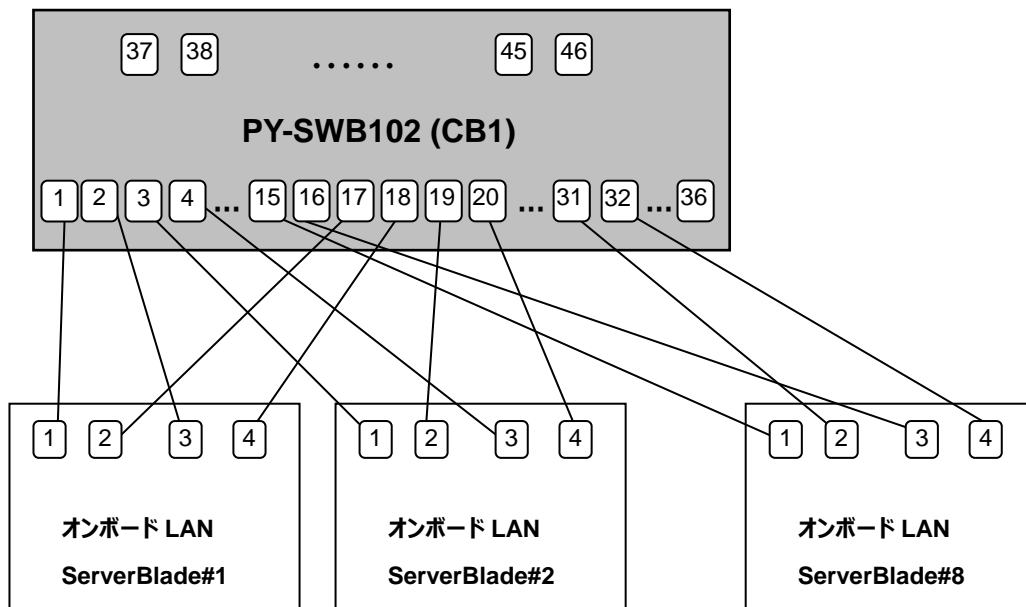 37 38 ...... 45 46
PY-SWB102 (CB1)
1 2 3 4 ... 15 16 17 18 19 20 ... 31 32 ... 36
1 2 3 4 1 2 3 4 1 2 3 4
オンボード LAN オンボード LAN オンボード LAN
ServerBlade#1 ServerBlade#2 ServerBlade#8